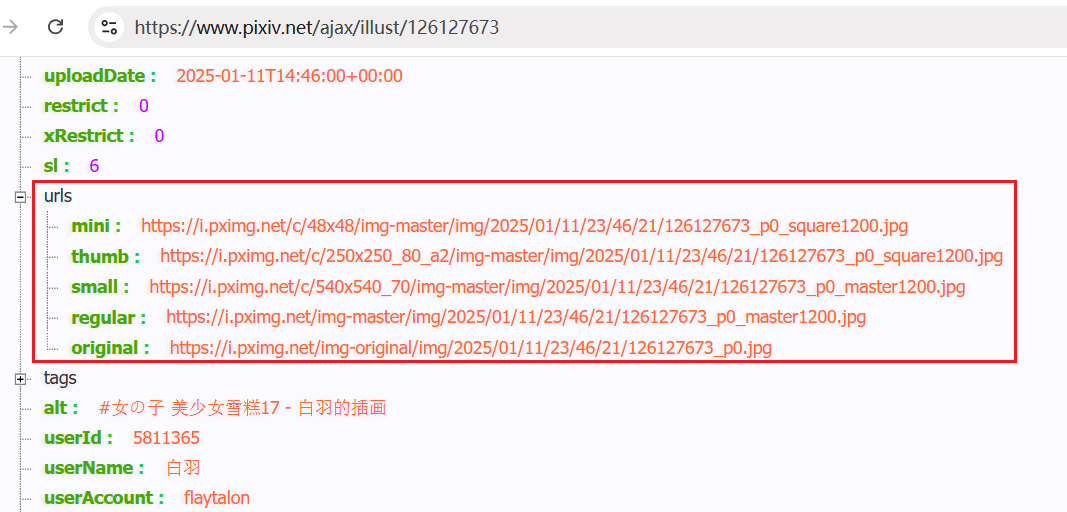 https://www.pixiv.net/ajax/illust/126127673
uploadDate : 2025-01-11T14:46:00+00:00
restrict : 0
xRestrict : 0
sl : 6
urls
mini : https://i.pximg.net/c/48x48/img-master/img/2025/01/11/23/46/21/126127673_p0_square1200.jpg
thumb : https://i.pximg.net/c/250x250_80_a2/img-master/img/2025/01/11/23/46/21/126127673_p0_square1200.jpg
small : https://i.pximg.net/c/540x540_70/img-master/img/2025/01/11/23/46/21/126127673_p0_master1200.jpg
regular : https://i.pximg.net/img-master/img/2025/01/11/23/46/21/126127673_p0_master1200.jpg
original : https://i.pximg.net/img-original/img/2025/01/11/23/46/21/126127673_p0.jpg
tags
alt : #女の子 美少女雪糕17 - 白羽的插画
userId : 5811365
userName : 白羽
userAccount : flaytalon